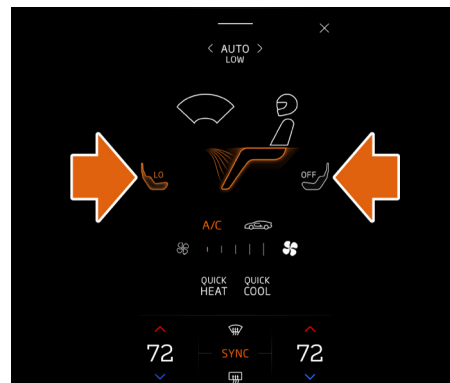 AUTO
LOW
LO
OFF
A/C
QUICK HEAT
QUICK COOL
72
SYNC
72